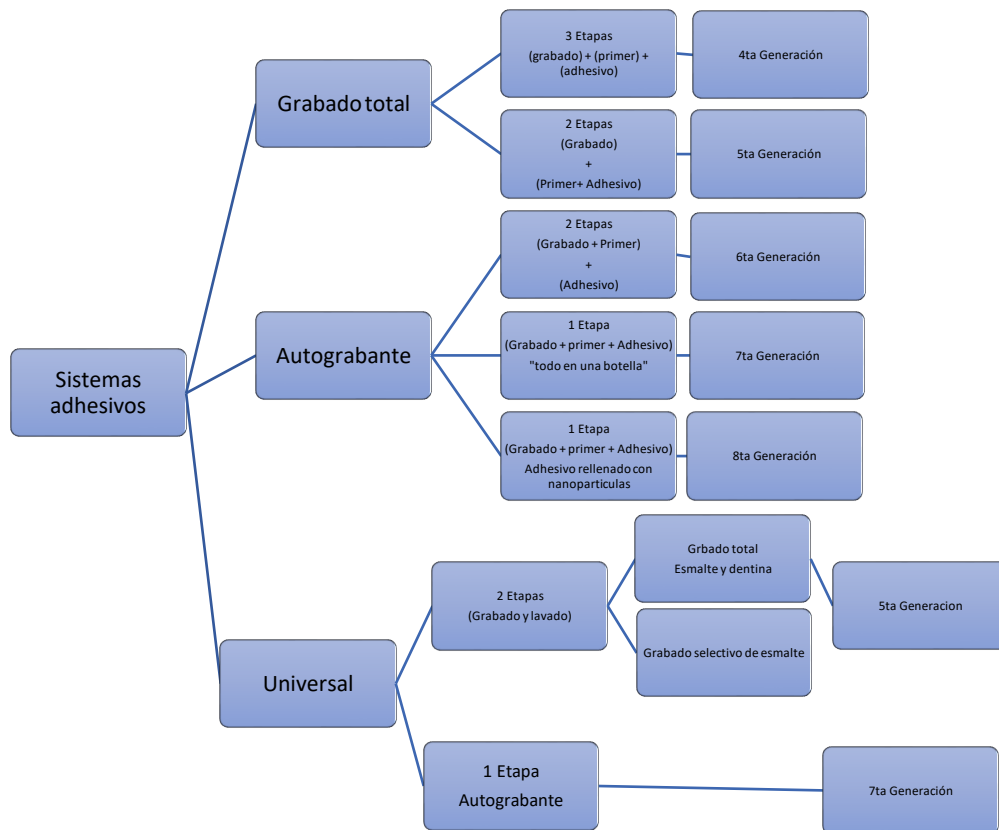 Sistemas
adhesivos
Grabado total
3 Etapas
(grabado) + (primer) +
(adhesivo)
4ta Generación
2 Etapas
(Grabado)
+
(Primer+ Adhesivo)
5ta Generación
Autograbante
2 Etapas
(Grabado + Primer)
+
(Adhesivo)
6ta Generación
1 Etapa
(Grabado + primer + Adhesivo)
"todo en una botella"
7ta Generación
1 Etapa
(Grabado + primer + Adhesivo)
Adhesivo rellenado con
nanoparticulas
8ta Generación
Universal
2 Etapas
(Grabado y lavado)
Grbado total
Esmalte y dentina
5ta Generacion
Grabado selectivo de esmalte
1 Etapa
Autograbante
7ta Generación